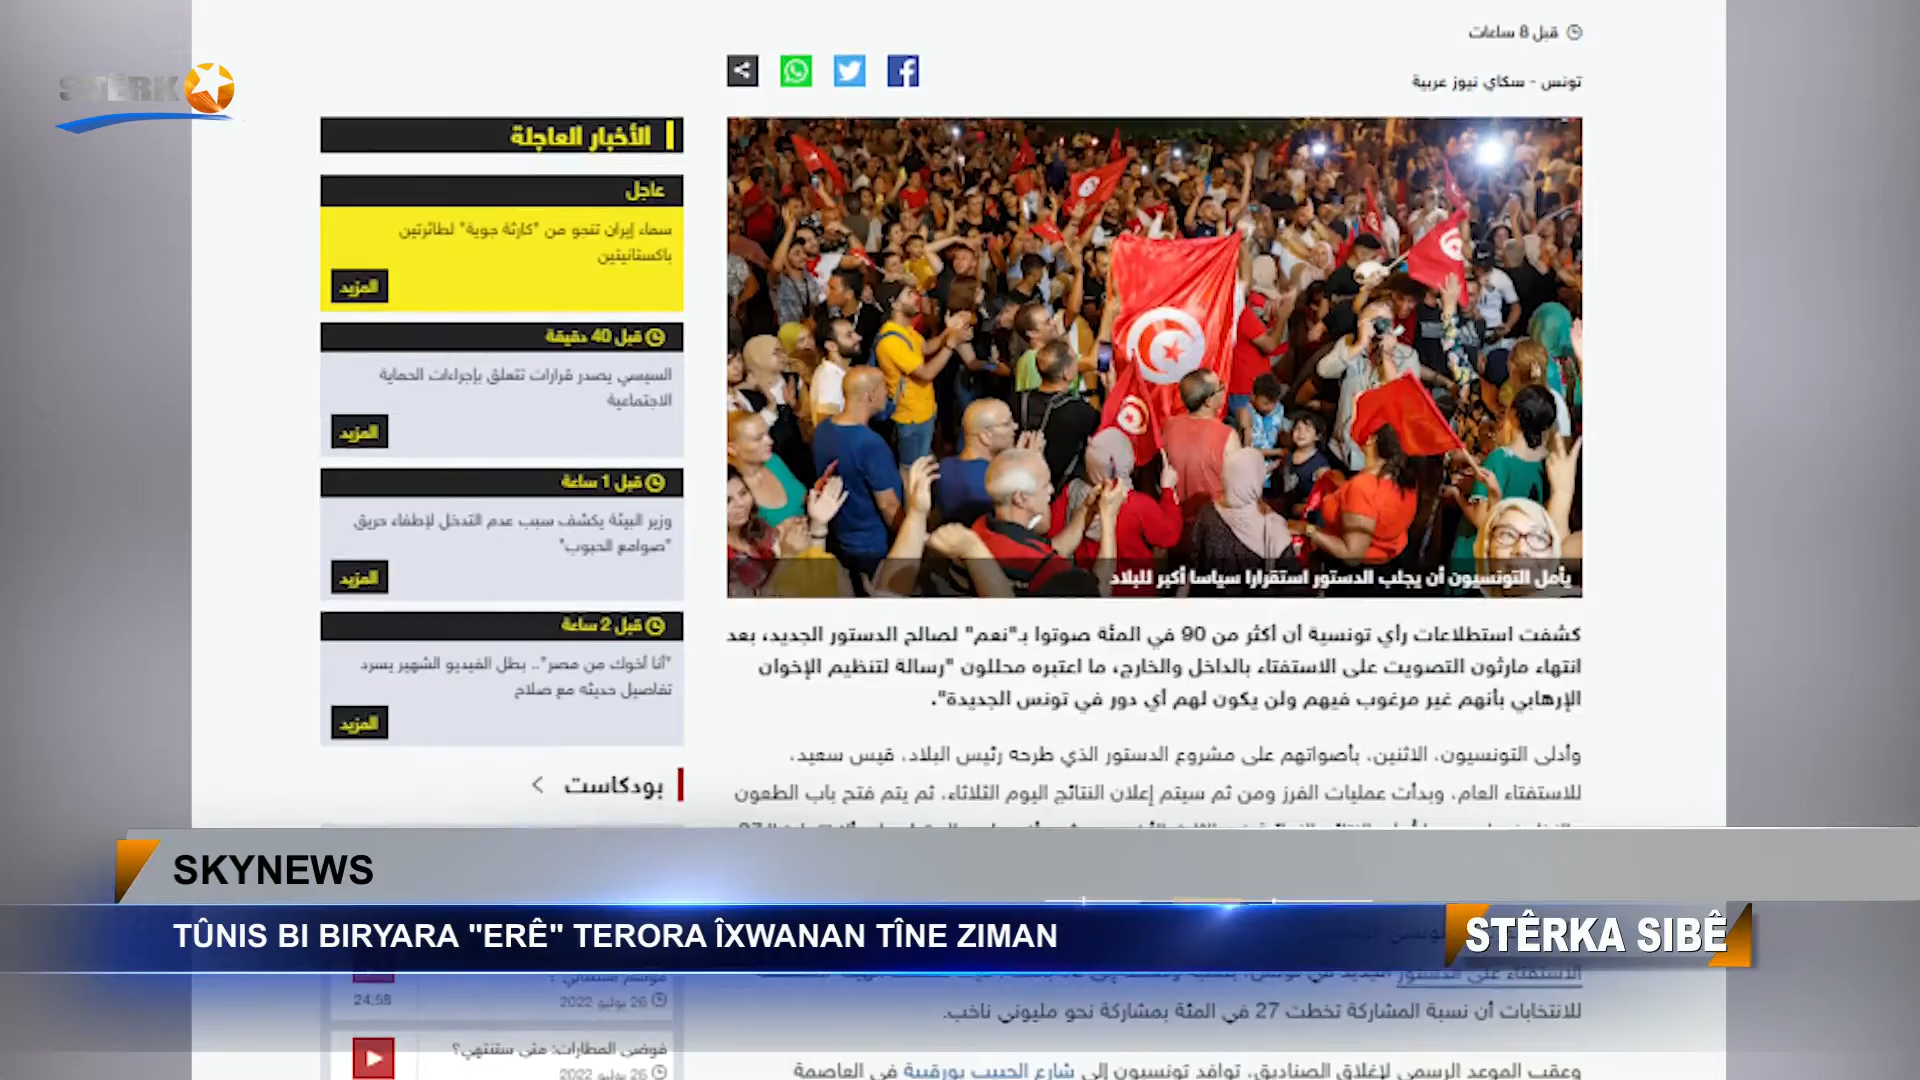 قبل 8 ساعات
تونس - سكاي نيوز عربية
STÊRK
يأمل التونسيون أن يجلب الدستور استقرارا سياسا أكبر للبلاد
كشفت استطلاعات رأي تونسية أن أكثر من 90 في المئة صوتوا بـ"نعم" لصالح الدستور الجديد، بعد
انتهاء مارثون التصويت على الاستفتاء بالداخل والخارج، ما اعتبره محللون "رسالة لتنظيم الإخوان
الإرهابي بأنهم غير مرغوب فيهم ولن يكون لهم أي دور في تونس الجديدة".
وأدلى التونسيون، الاثنين، بأصواتهم على مشروع الدستور الذي طرحه رئيس البلاد، قيس سعيد،
للاستفتاء العام، وبدأت عمليات الفرز ومن ثم سيتم إعلان النتائج اليوم الثلاثاء، ثم يتم فتح باب الطعون
للانتخابات أن نسبة المشاركة تخطت 27 في المئة بمشاركة نحو مليوني ناخب.
وعقب الموعد الرسمي لإغلاق الصناديق، توافد تونسيون إلى شارع الحبيب بورقيبة في العاصمة
الأخبار العاجلة
عاجل
سماء إيران تنجو من "كارثة جوية" لطائرتين
باكستانيتين
المزيد
قبل 40 دقيقة
السيسي يصدر قرارات تتعلق بإجراءات الحماية
الاجتماعية
المزيد
قبل 1 ساعة
وزير البيئة يكشف سبب عدم التدخل لإطفاء حريق
"صوامع الحبوب"
المزيد
قبل 2 ساعة
"أنا أخوك من مصر".. بطل الفيديو الشهير يسرد
تفاصيل حديثه مع صلاح
المزيد
بودكاست
24:58
26 يوليو 2022
فوضى المطارات: متى ستنتهي؟
26 يوليو 2022
SKYNEWS
TÛNIS BI BIRYARA "ERÊ" TERORA ÎXWANAN TÎNE ZIMAN
STÊRKA SIBÊ